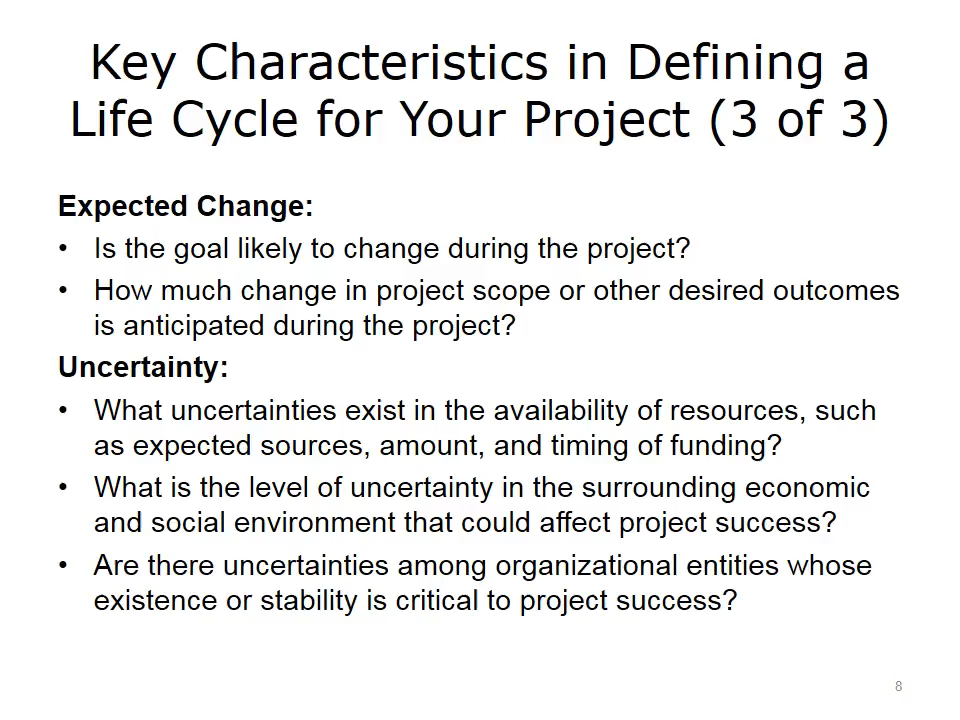 Key Characteristics in Defining a
Life Cycle for Your Project (3 of 3)
Expected Change:
• Is the goal likely to change during the project?
• How much change in project scope or other desired outcomes
is anticipated during the project?
Uncertainty:
• What uncertainties exist in the availability of resources, such
as expected sources, amount, and timing of funding?
• What is the level of uncertainty in the surrounding economic
and social environment that could affect project success?
• Are there uncertainties among organizational entities whose
existence or stability is critical to project success?
8